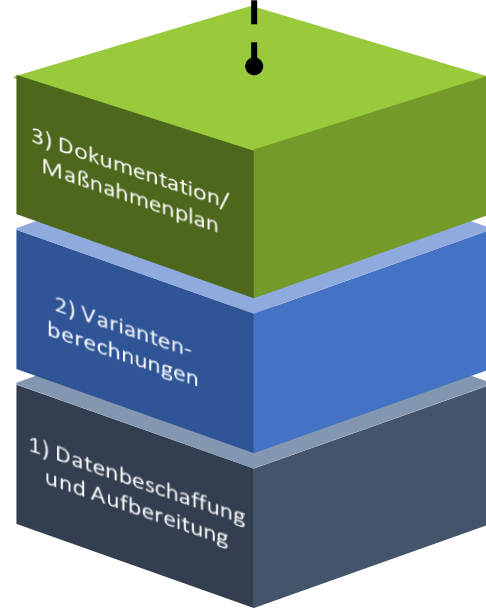 3) Dokumentation/
Maßnahmenplan
2) Varianten-
berechnungen
1) Datenbeschaffung
und Aufbereitung